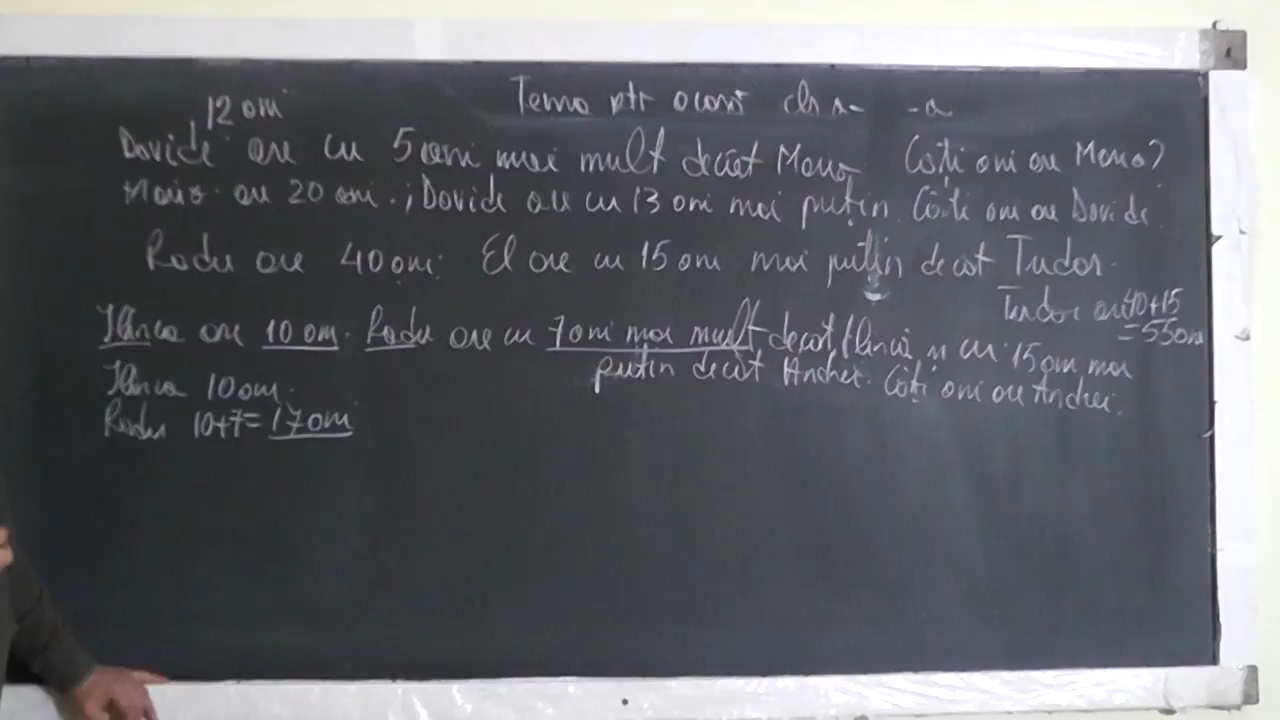 Tema ptr acasă cls a- -a
12 ani
Davide are cu 5 ani mai mult decât Maria Câți ani are Maria?
Maria are 20 ani.; Davide are cu 13 ani mai puțin. Câți ani are Davide
Radu are 40 ani. El are cu 15 ani mai puțin decât Tudor.
Tudor are 40+15
= 55 ani
Ilinca are 10 ani. Radu are cu 7 ani mai mult decât Ilinca, și cu 15 ani mai
puțin decât Andrei. Câți ani are Andrei.
Ilinca 10 ani.
Radu 10+7= 17 ani